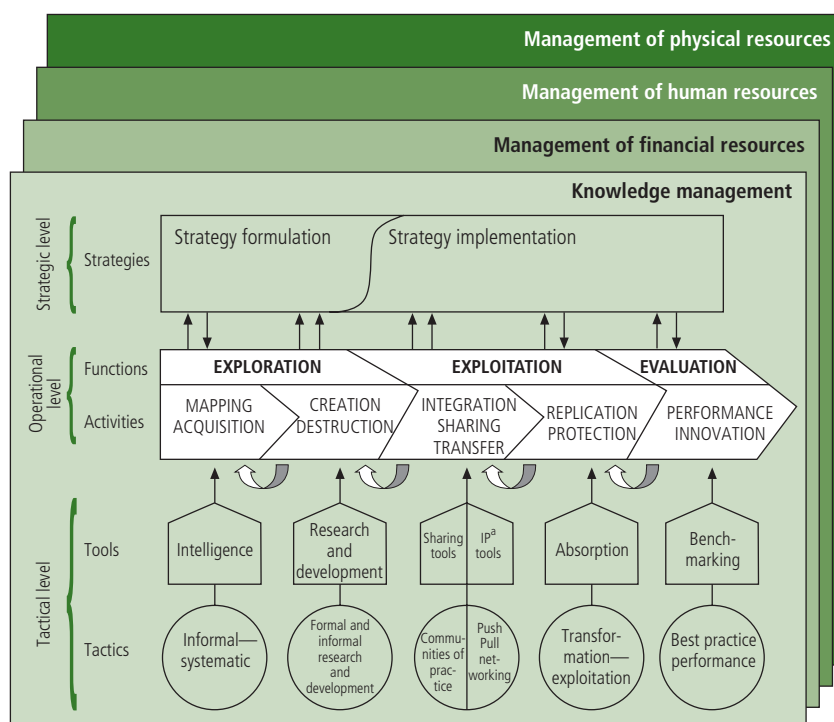 Management of physical resources
Management of human resources
Management of financial resources
Knowledge management
Strategic level
Strategies
Strategy formulation
Strategy implementation
Operational
level
Functions
EXPLORATION
EXPLOITATION
EVALUATION
Activities
MAPPING
ACQUISITION
CREATION
DESTRUCTION
INTEGRATION
SHARING
TRANSFER
REPLICATION
PROTECTION
PERFORMANCE
INNOVATION
Tactical level
Tools
Intelligence
Research
and
development
Sharing
tools
IPª
tools
Absorption
Bench-
marking
Tactics
Informal—
systematic
Formal and
informal
research
and
development
Commu-
nities of
prac-
tice
Push
Pull
net-
working
Transfor-
mation—
exploitation
Best practice
performance